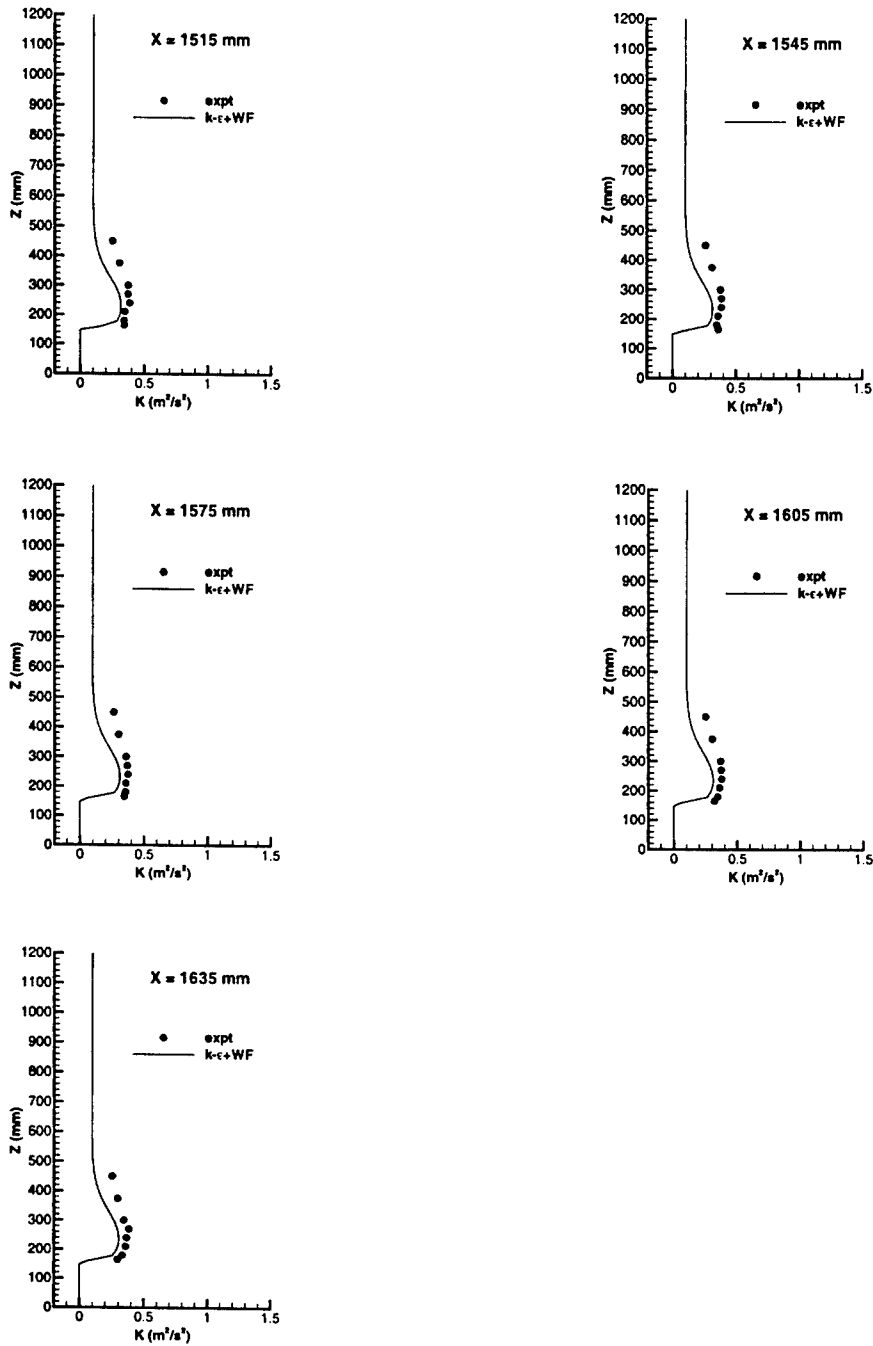 X = 1515 mm
expt
k-ε+WF
Z (mm)
1200
1100
1000
900
800
700
600
500
400
300
200
100
0
0 0.5 1 1.5
K (m²/s²)
X = 1545 mm
expt
k-ε+WF
Z (mm)
1200
1100
1000
900
800
700
600
500
400
300
200
100
0
0 0.5 1 1.5
K (m²/s²)
X = 1575 mm
expt
k-ε+WF
Z (mm)
1200
1100
1000
900
800
700
600
500
400
300
200
100
0
0 0.5 1 1.5
K (m²/s²)
X = 1605 mm
expt
k-ε+WF
Z (mm)
1200
1100
1000
900
800
700
600
500
400
300
200
100
0
0 0.5 1 1.5
K (m²/s²)
X = 1635 mm
expt
k-ε+WF
Z (mm)
1200
1100
1000
900
800
700
600
500
400
300
200
100
0
0 0.5 1 1.5
K (m²/s²)